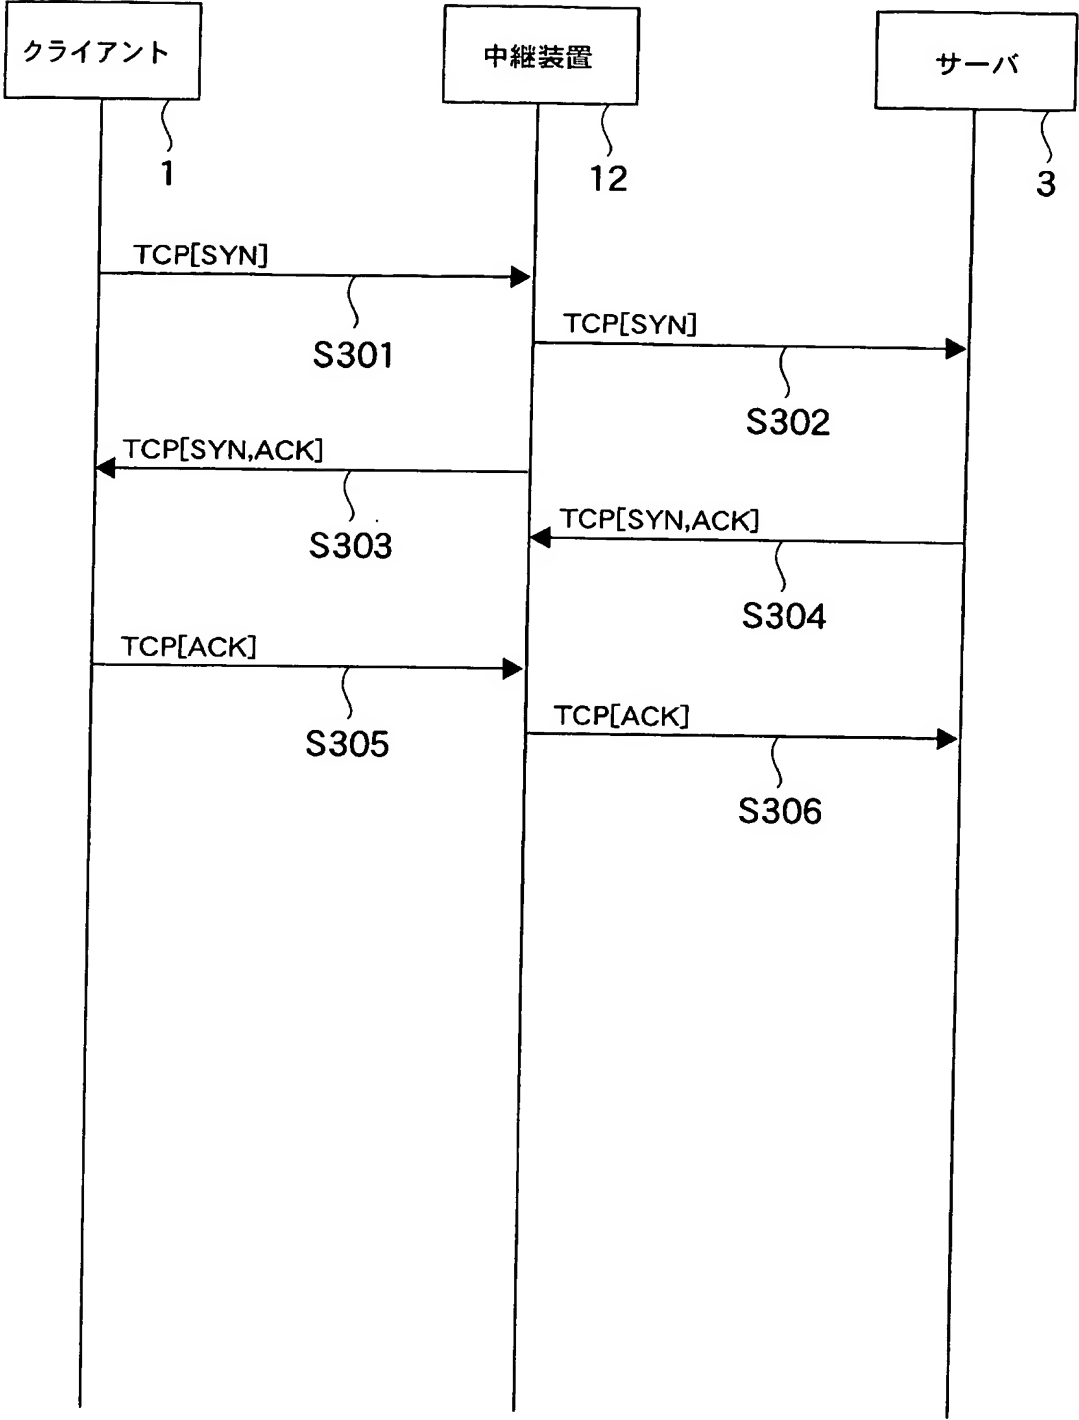 クライアント
中継装置
サーバ
1
12
3
TCP[SYN]
S301
TCP[SYN]
S302
TCP[SYN,ACK]
S303
TCP[SYN,ACK]
S304
TCP[ACK]
S305
TCP[ACK]
S306